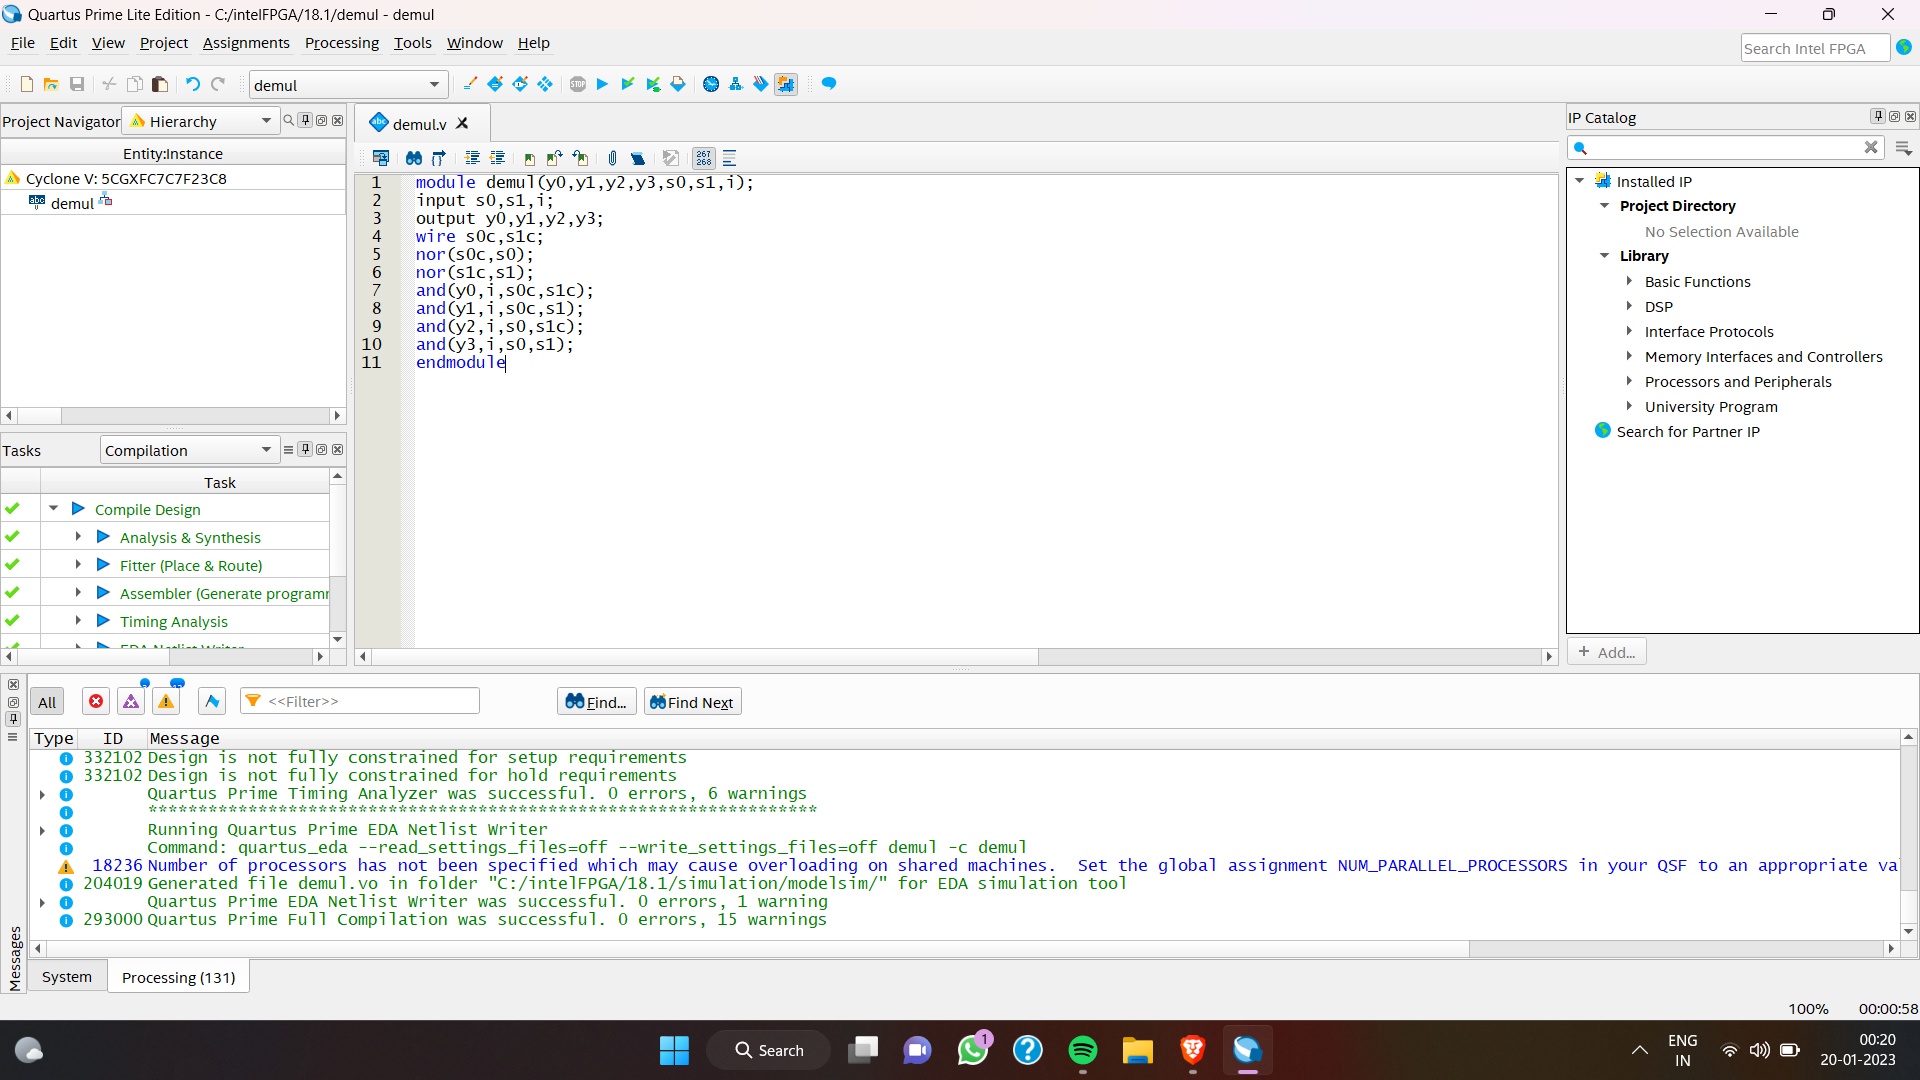 Quartus Prime Lite Edition - C:/intelFPGA/18.1/demul - demul
File Edit View Project Assignments Processing Tools Window Help
Search Intel FPGA
demul
Project Navigator Hierarchy
Entity:Instance
Cyclone V: 5CGXFC7C7F23C8
demul
Tasks Compilation
Task
Compile Design
Analysis & Synthesis
Fitter (Place & Route)
Assembler (Generate programm
Timing Analysis
EDA Netlist Writer
demul.v
267
268
1 module demul(y0,y1,y2,y3,s0,s1,i);
2 input s0,s1,i;
3 output y0,y1,y2,y3;
4 wire s0c,s1c;
5 nor(s0c,s0);
6 nor(s1c,s1);
7 and(y0,i,s0c,s1c);
8 and(y1,i,s0c,s1);
9 and(y2,i,s0,s1c);
10 and(y3,i,s0,s1);
11 endmodule
IP Catalog
Installed IP
Project Directory
No Selection Available
Library
Basic Functions
DSP
Interface Protocols
Memory Interfaces and Controllers
Processors and Peripherals
University Program
Search for Partner IP
+ Add...
All <<Filter>> Find... Find Next
Type ID Message
332102 Design is not fully constrained for setup requirements
332102 Design is not fully constrained for hold requirements
Quartus Prime Timing Analyzer was successful. 0 errors, 6 warnings
*******************************************************************
Running Quartus Prime EDA Netlist Writer
Command: quartus_eda --read_settings_files=off --write_settings_files=off demul -c demul
18236 Number of processors has not been specified which may cause overloading on shared machines.  Set the global assignment NUM_PARALLEL_PROCESSORS in your QSF to an appropriate va
204019 Generated file demul.vo in folder "C:/intelFPGA/18.1/simulation/modelsim/" for EDA simulation tool
Quartus Prime EDA Netlist Writer was successful. 0 errors, 1 warning
293000 Quartus Prime Full Compilation was successful. 0 errors, 15 warnings
Messages
System Processing (131)
100% 00:00:58
Search
1
ENG
IN
00:20
20-01-2023